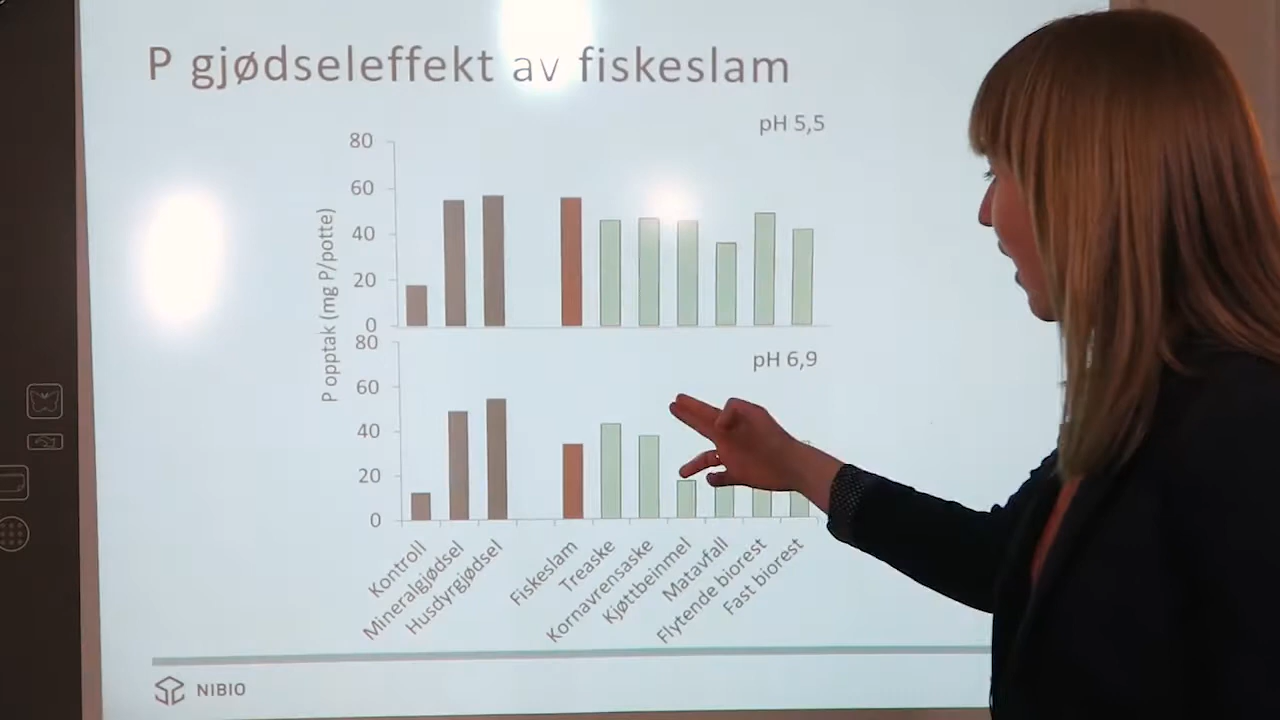 P gjødseleffekt av fiskeslam
pH 5,5
80
60
40
20
0
P opptak (mg P/potte)
pH 6,9
80
60
40
20
0
Kontroll
Mineralgjødsel
Husdyrgjødsel
Fiskeslam
Treaske
Kornavrensaske
Kjøttbeinmel
Matavfall
Flytende biorest
Fast biorest
NIBIO